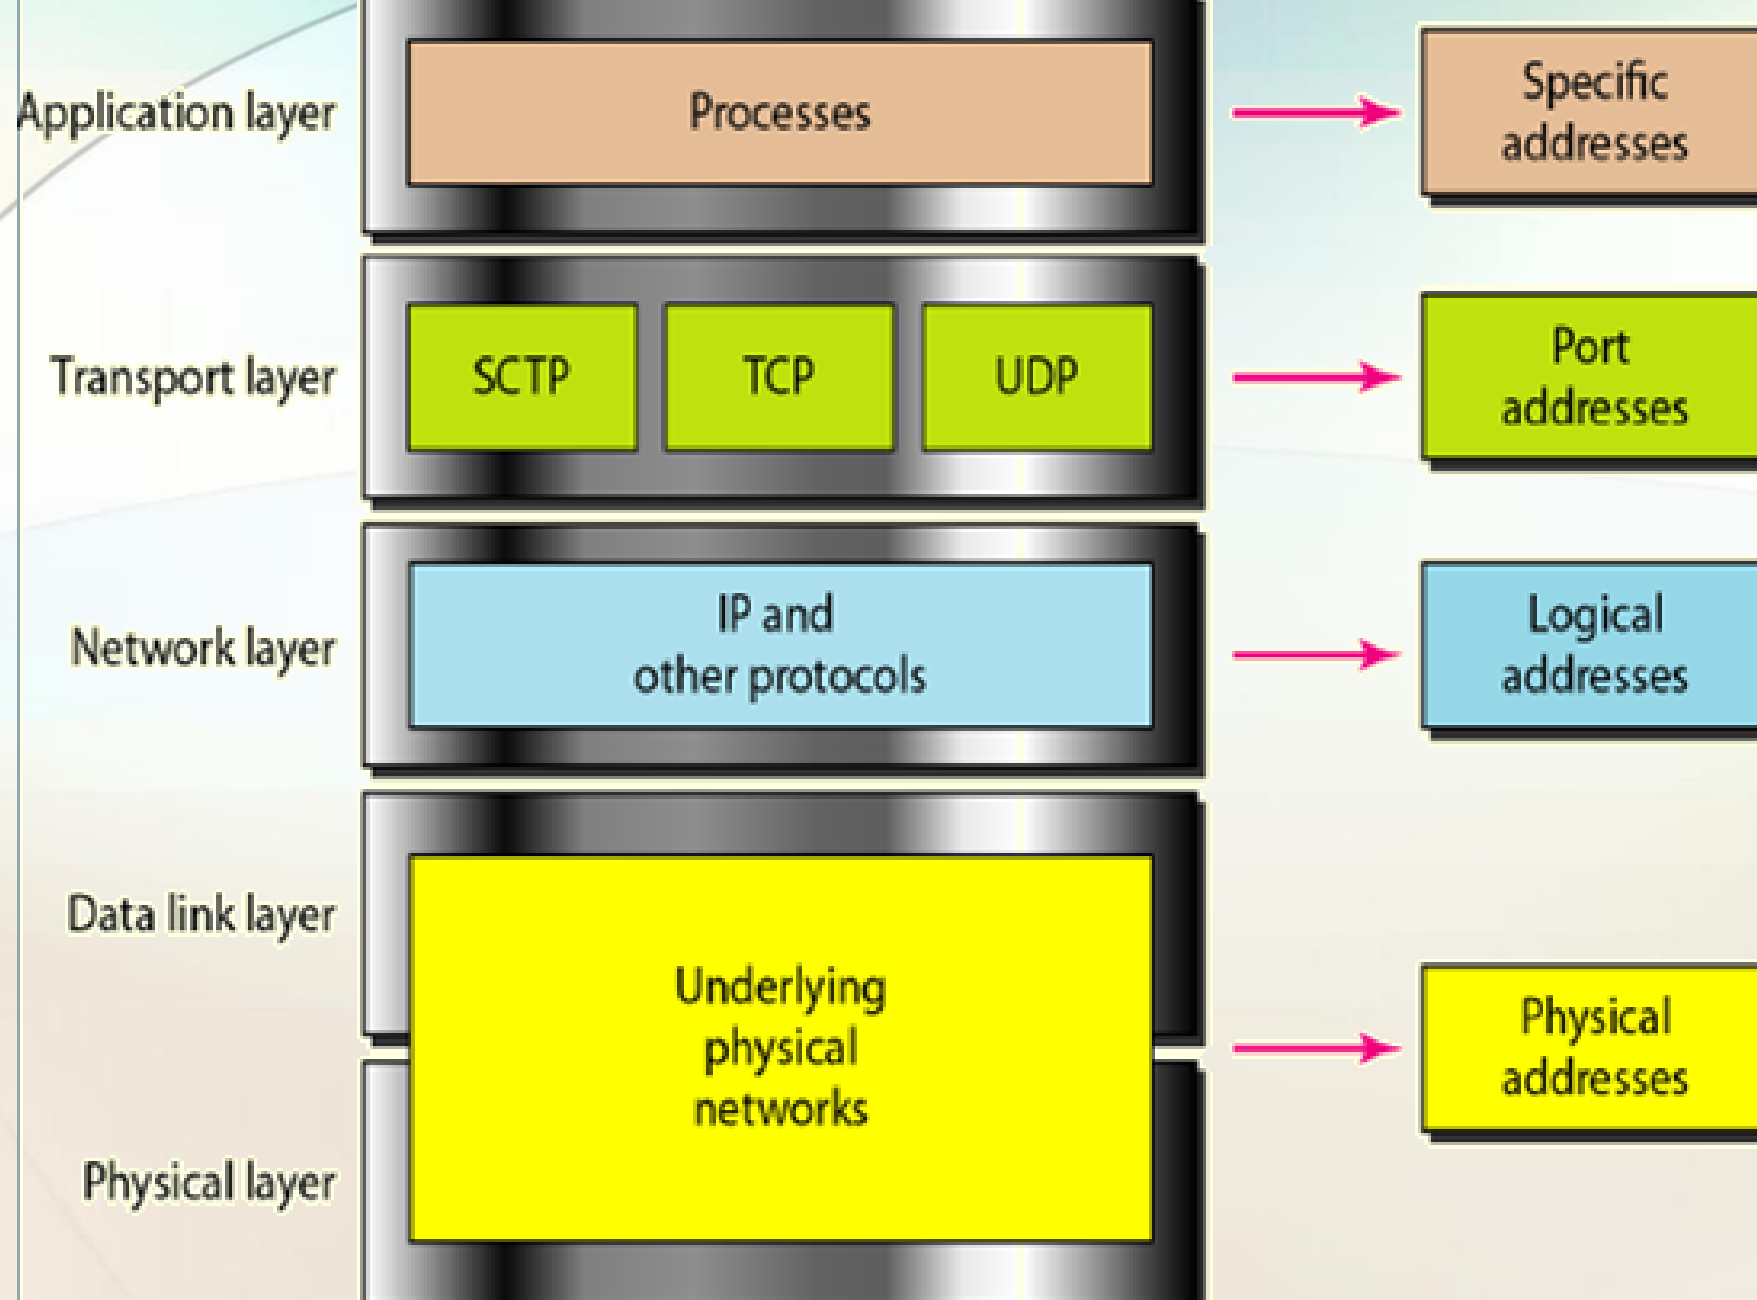 Application layer
Processes
Specific
addresses
Transport layer
SCTP
TCP
UDP
Port
addresses
Network layer
IP and
other protocols
Logical
addresses
Data link layer
Underlying
physical
networks
Physical
addresses
Physical layer